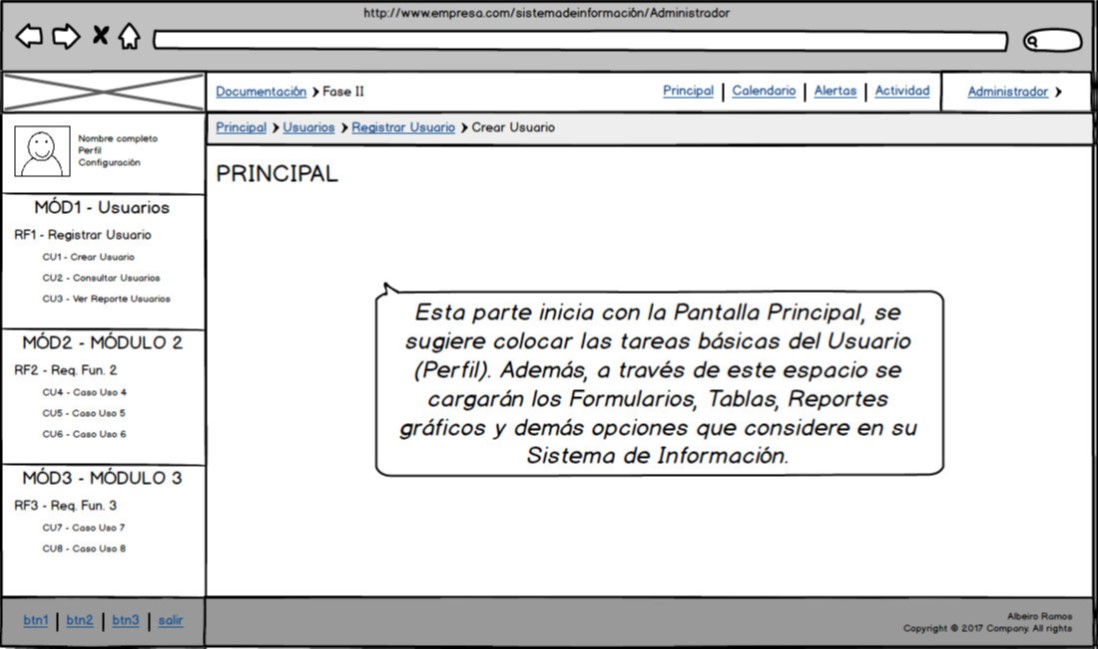 http://www.empresa.com/sistemadeinformación/Administrador
Documentación > Fase II
Principal | Calendario | Alertas | Actividad
Administrador >
Principal > Usuarios > Registrar Usuario > Crear Usuario
Nombre completo
Perfil
Configuración
MÓD1 - Usuarios
RF1 - Registrar Usuario
CU1 - Crear Usuario
CU2 - Consultar Usuarios
CU3 - Ver Reporte Usuarios
MÓD2 - MÓDULO 2
RF2 - Req. Fun. 2
CU4 - Caso Uso 4
CU5 - Caso Uso 5
CU6 - Caso Uso 6
MÓD3 - MÓDULO 3
RF3 - Req. Fun. 3
CU7 - Caso Uso 7
CU8 - Caso Uso 8
btn1 | btn2 | btn3 | salir
PRINCIPAL
Esta parte inicia con la Pantalla Principal, se
sugiere colocar las tareas básicas del Usuario
(Perfil). Además, a través de este espacio se
cargarán los Formularios, Tablas, Reportes
gráficos y demás opciones que considere en su
Sistema de Información.
Albeiro Ramos
Copyright © 2017 Company. All rights